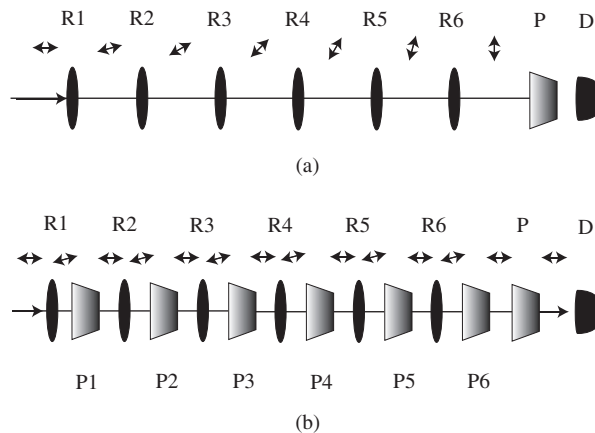 R1 R2 R3 R4 R5 R6 P D
(a)
R1 R2 R3 R4 R5 R6 P D
P1 P2 P3 P4 P5 P6
(b)